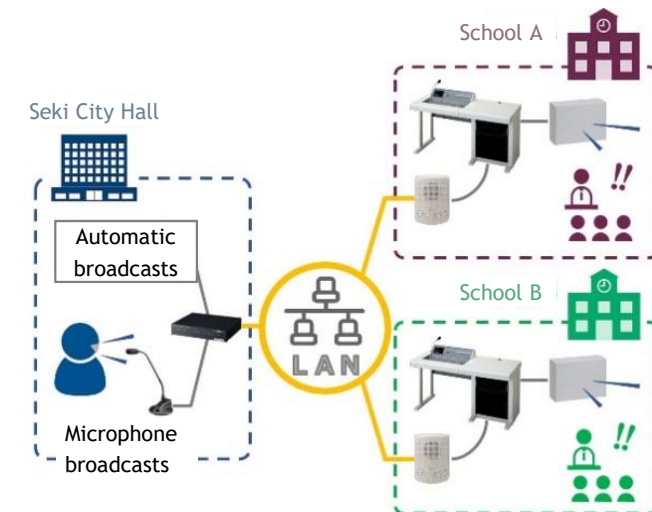 School A
Seki City Hall
Automatic
broadcasts
LAN
!!
School B
Microphone
broadcasts
!!